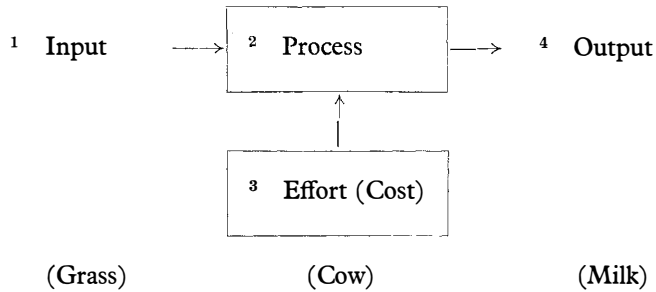 1 Input 2 Process 4 Output
3 Effort (Cost)
(Grass) (Cow) (Milk)